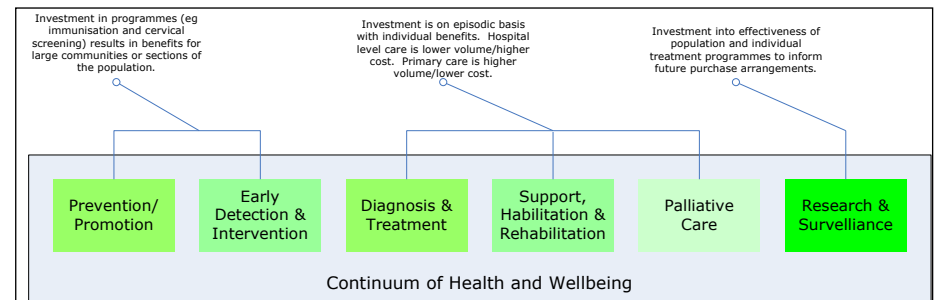 Investment in programmes (eg
immunisation and cervical
screening) results in benefits for
large communities or sections of
the population.
Investment is on episodic basis
with individual benefits. Hospital
level care is lower volume/higher
cost. Primary care is higher
volume/lower cost.
Investment into effectiveness of
population and individual
treatment programmes to inform
future purchase arrangements.
Prevention/
Promotion
Early
Detection &
Intervention
Diagnosis &
Treatment
Support,
Habilitation &
Rehabilitation
Palliative
Care
Research &
Survelliance
Continuum of Health and Wellbeing